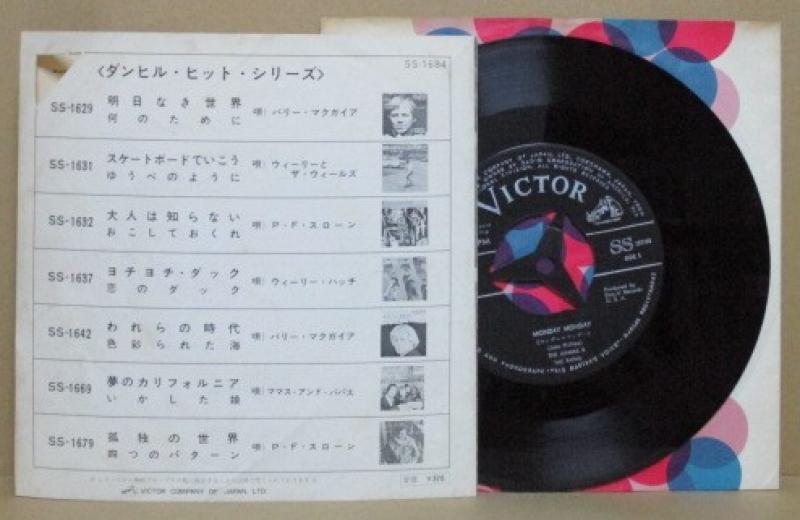 SS-1684
〈ダンヒル・ヒット・シリーズ〉
SS-1629 明日なき世界 何のために 唄) バリー・マクガイア
SS-1631 スケートボードでいこう ゆうべのように 唄) ウィーリーと ザ・ウィールズ
SS-1632 大人は知らない おこしておくれ 唄) P・F・スローン
SS-1637 ヨチヨチ・ダック 恋のダック 唄) ウィーリー・ハッチ
SS-1642 われらの時代 色彩られた海 唄) バリー・マクガイア
SS-1669 夢のカリフォルニア いかした娘 唄) ママス・アンド・パパス
SS-1679 孤独の世界 四つのパターン 唄) P・F・スローン
VICTOR COMPANY OF JAPAN, LTD.
¥370
VICTOR
SS
Produced by
U. S. A.
MONDAY MONDAY
(John Phillips)
THE MAMAS &
THE PAPAS